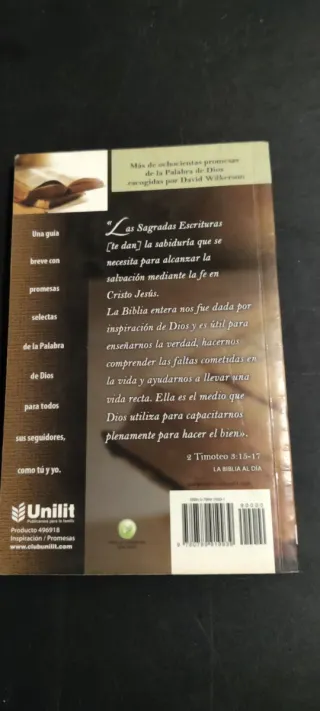 Más de ochocientas promesas
de la Palabra de Dios
escogidas por David Wilkerson
Una guía
breve con
promesas
selectas
de la Palabra
de Dios
para todos
sus seguidores,
como tú y yo.
“Las Sagradas Escrituras
[te dan] la sabiduría que se
necesita para alcanzar la
salvación mediante la fe en
Cristo Jesús.
La Biblia entera nos fue dada por
inspiración de Dios y es útil para
enseñarnos la verdad, hacernos
comprender las faltas cometidas en
la vida y ayudarnos a llevar una
vida recta. Ella es el medio que
Dios utiliza para capacitarnos
plenamente para hacer el bien».
2 Timoteo 3:15-17
LA BIBLIA AL DÍA
Unilit
Publicamos para la familia
Producto 496918
Inspiración / Promesas
www.clubunilit.com
90000